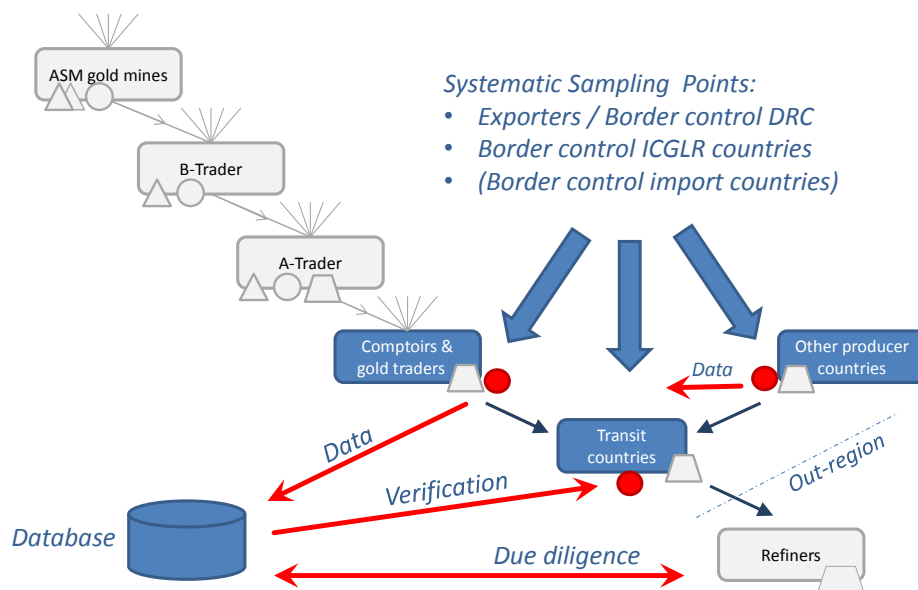 ASM gold mines
Systematic Sampling Points:
• Exporters / Border control DRC
• Border control ICGLR countries
• (Border control import countries)
B-Trader
A-Trader
Comptoirs &
gold traders
Other producer
countries
Data
Transit
countries
Data
Out-region
Verification
Database
Due diligence
Refiners